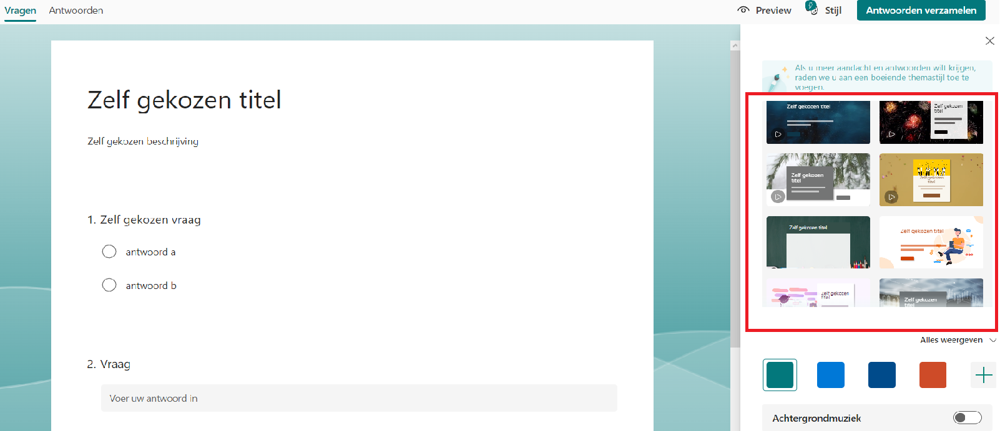 Vragen Antwoorden Preview Stijl Antwoorden verzamelen
Zelf gekozen titel
Zelf gekozen beschrijving
1. Zelf gekozen vraag
antwoord a
antwoord b
2. Vraag
Voer uw antwoord in
Als u meer aandacht en antwoorden wilt krijgen,
raden we u aan een boeiende themastijl toe te
voegen.
Zelf gekozen titel
Zelf gekozen
titel
Zelf gekozen
titel
Zelf gekozen
titel
Zelf gekozen titel
Zelf gekozen titel
Zelf gekozen
titel
Zelf gekozen
titel
Alles weergeven
Achtergrondmuziek